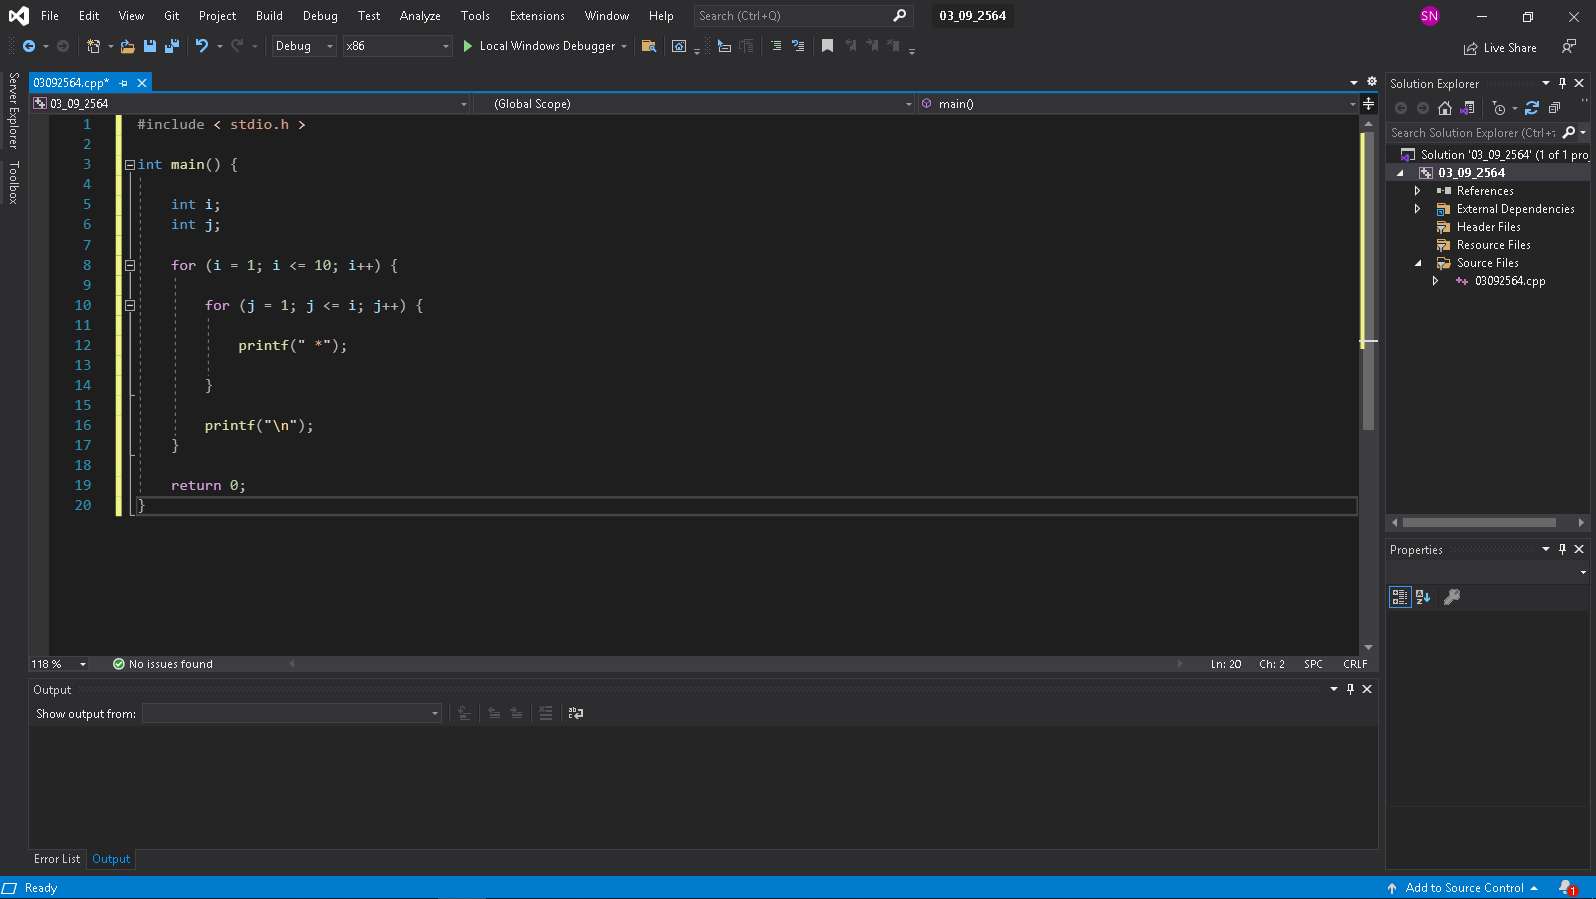 File Edit View Git Project Build Debug Test Analyze Tools Extensions Window Help Search (Ctrl+Q) 03_09_2564 SN
Debug x86 Local Windows Debugger Live Share
Server Explorer
Toolbox
03092564.cpp*
03_09_2564 (Global Scope) main()
1 #include < stdio.h >
2
3 int main() {
4
5 int i;
6 int j;
7
8 for (i = 1; i <= 10; i++) {
9
10 for (j = 1; j <= i; j++) {
11
12 printf(" *");
13
14 }
15
16 printf("\n");
17 }
18
19 return 0;
20 }
118 % No issues found Ln: 20 Ch: 2 SPC CRLF
Output
Show output from:
Error List Output
Solution Explorer
Search Solution Explorer (Ctrl+
Solution '03_09_2564' (1 of 1 pro
03_09_2564
References
External Dependencies
Header Files
Resource Files
Source Files
03092564.cpp
Properties
Ready Add to Source Control 1